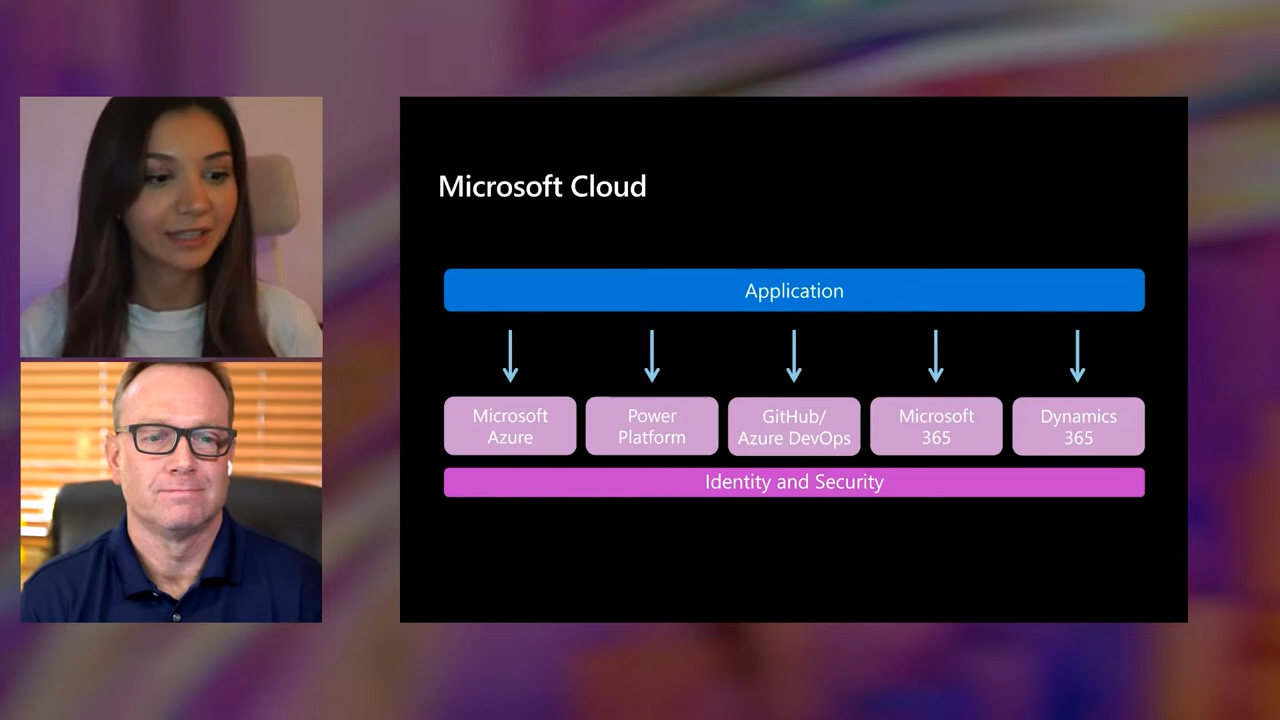 Microsoft Cloud
Application
Microsoft
Azure
Power
Platform
GitHub/
Azure DevOps
Microsoft
365
Dynamics
365
Identity and Security